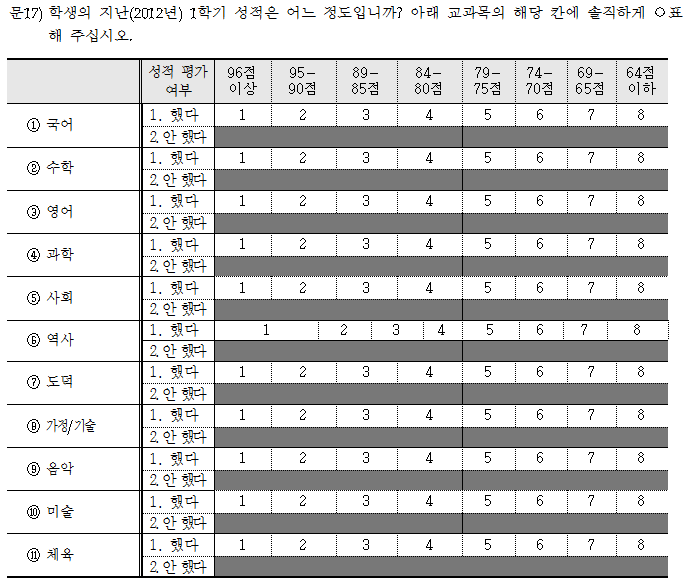 문17) 학생의 지난(2012년) 1학기 성적은 어느 정도입니까? 아래 교과목의 해당 칸에 솔직하게 ○표
해 주십시오.
성적 평가 여부 96점 이상 95-90점 89-85점 84-80점 79-75점 74-70점 69-65점 64점 이하
① 국어 1. 했다 1 2 3 4 5 6 7 8
2.안 했다
② 수학 1. 했다 1 2 3 4 5 6 7 8
2.안 했다
③ 영어 1. 했다 1 2 3 4 5 6 7 8
2.안 했다
④ 과학 1. 했다 1 2 3 4 5 6 7 8
2.안 했다
⑤ 사회 1. 했다 1 2 3 4 5 6 7 8
2.안 했다
⑥ 역사 1. 했다 1 2 3 4 5 6 7 8
2.안 했다
⑦ 도덕 1. 했다 1 2 3 4 5 6 7 8
2.안 했다
⑧ 가정/기술 1. 했다 1 2 3 4 5 6 7 8
2.안 했다
⑨ 음악 1. 했다 1 2 3 4 5 6 7 8
2.안 했다
⑩ 미술 1. 했다 1 2 3 4 5 6 7 8
2.안 했다
⑪ 체육 1. 했다 1 2 3 4 5 6 7 8
2.안 했다